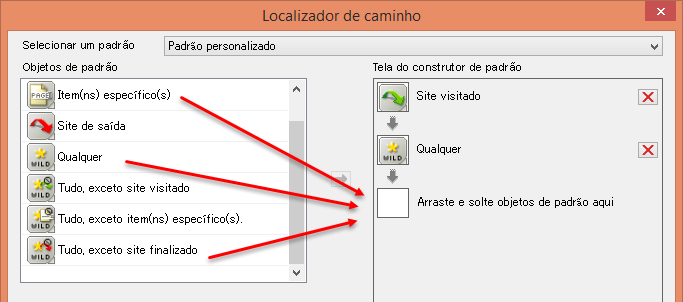 Localizador de caminho
Selecionar um padrão
Padrão personalizado
Objetos de padrão
PAGE
Item(ns) específico(s)
Site de saída
WILD
Qualquer
WILD
Tudo, exceto site visitado
WILD
Tudo, exceto item(ns) específico(s).
WILD
Tudo, exceto site finalizado
Tela do construtor de padrão
Site visitado
WILD
Qualquer
Arraste e solte objetos de padrão aqui